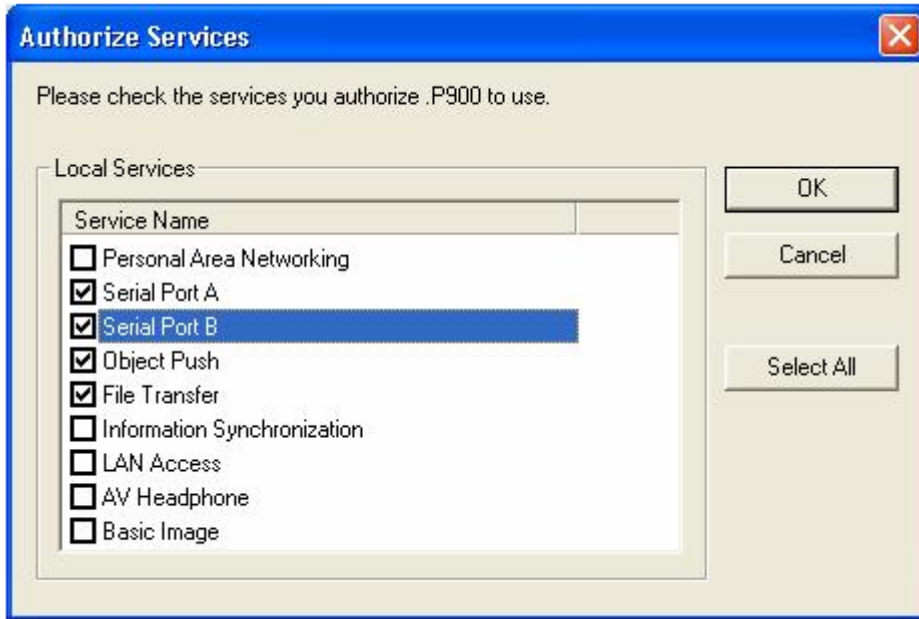 Authorize Services
Please check the services you authorize .P900 to use.
Local Services
Service Name
Personal Area Networking
Serial Port A
Serial Port B
Object Push
File Transfer
Information Synchronization
LAN Access
AV Headphone
Basic Image
OK
Cancel
Select All